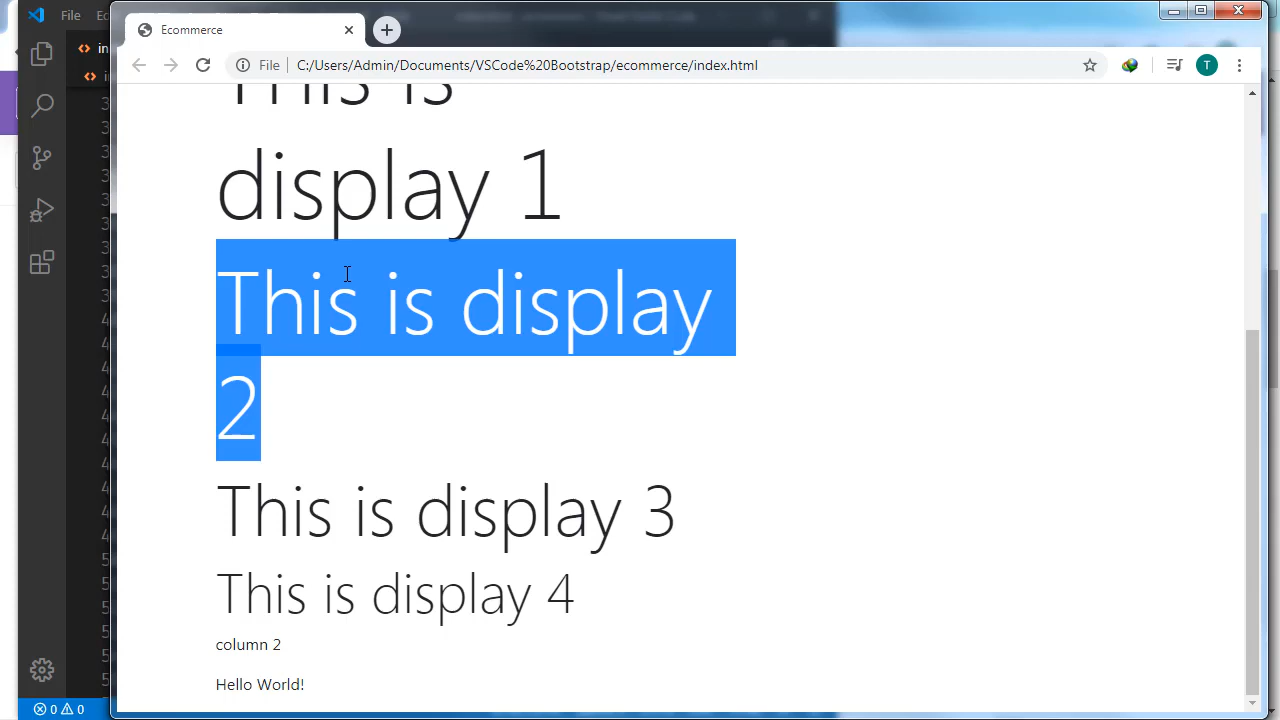 File
Ecommerce
in
File
C:/Users/Admin/Documents/VSCode%20Bootstrap/ecommerce/index.html
T
This is
display 1
This is display
2
This is display 3
This is display 4
column 2
Hello World!
0 0